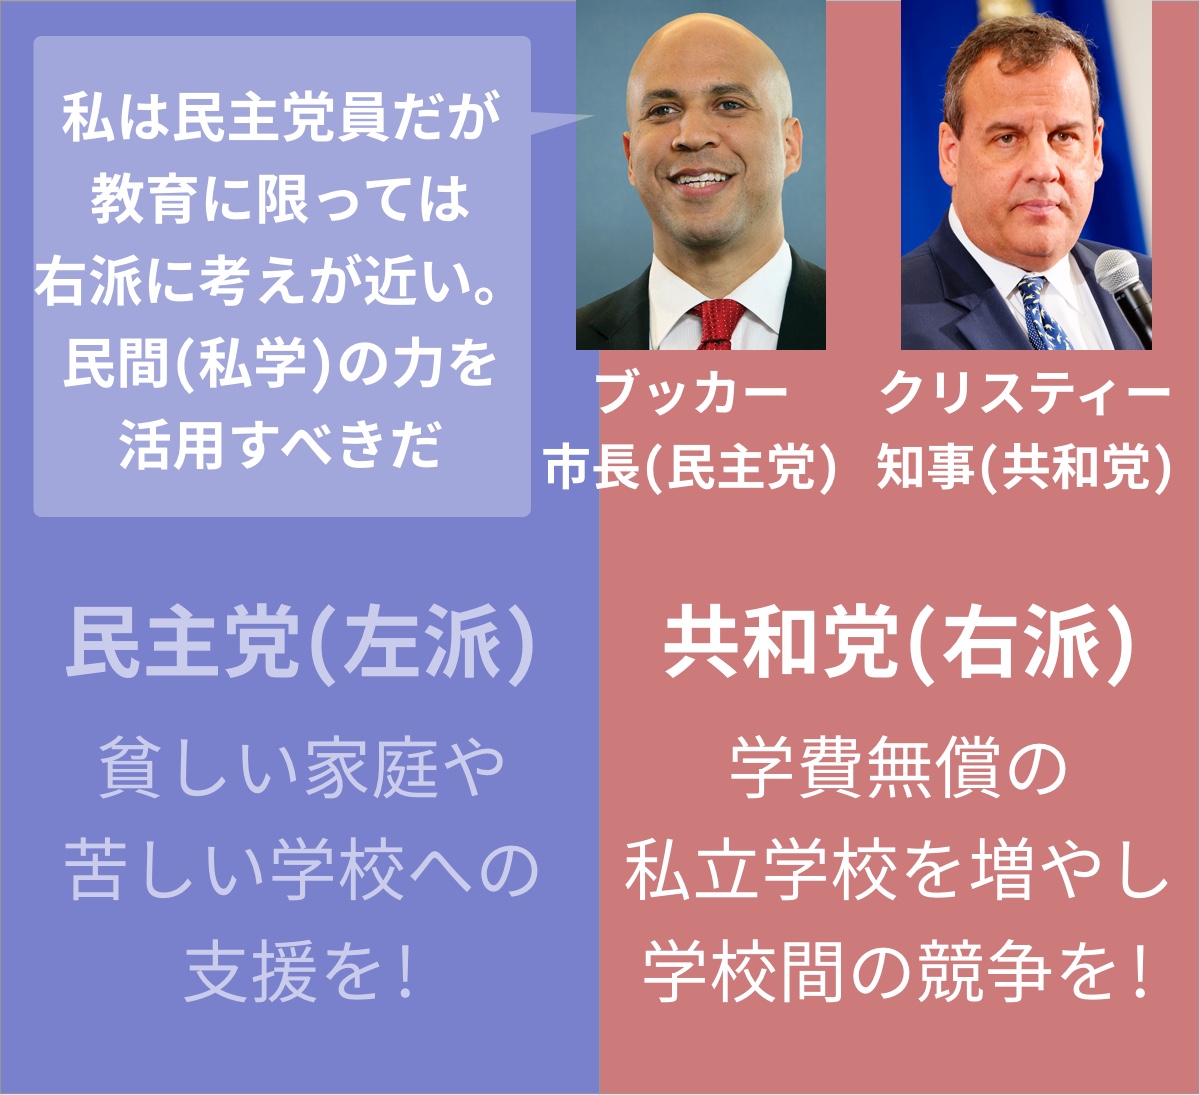 私は民主党員だが
教育に限っては
右派に考えが近い。
民間(私学)の力を
活用すべきだ
ブッカー
市長(民主党)
クリスティー
知事(共和党)
民主党(左派)
貧しい家庭や
苦しい学校への
支援を!
共和党(右派)
学費無償の
私立学校を増やし
学校間の競争を!